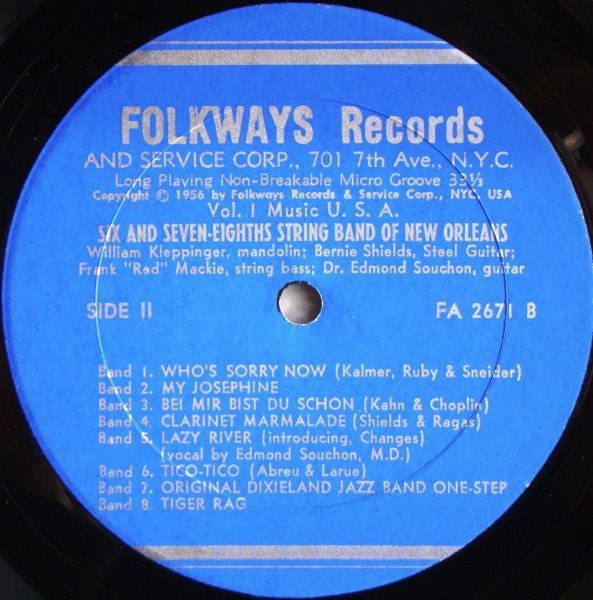 FOLKWAYS Records
AND SERVICE CORP., 701 7th Ave., N.Y.C.
Long Playing Non-Breakable Micro Groove 33⅓
Copyright © 1956 by Folkways Records & Service Corp., NYC. USA
Vol. I Music U. S. A.
SIX AND SEVEN-EIGHTHS STRING BAND OF NEW ORLEANS
William Kleppinger, mandolin; Bernie Shields, Steel Guitar;
Frank "Red" Mackie, string bass; Dr. Edmond Souchon, guitar
SIDE II FA 2671 B
Band 1. WHO'S SORRY NOW (Kalmer, Ruby & Sneider)
Band 2. MY JOSEPHINE
Band 3. BEI MIR BIST DU SCHON (Kahn & Choplin)
Band 4. CLARINET MARMALADE (Shields & Ragas)
Band 5. LAZY RIVER (introducing, Changes)
(vocal by Edmond Souchon, M.D.)
Band 6. TICO-TICO (Abreu & Larue)
Band 7. ORIGINAL DIXIELAND JAZZ BAND ONE-STEP
Band 8. TIGER RAG